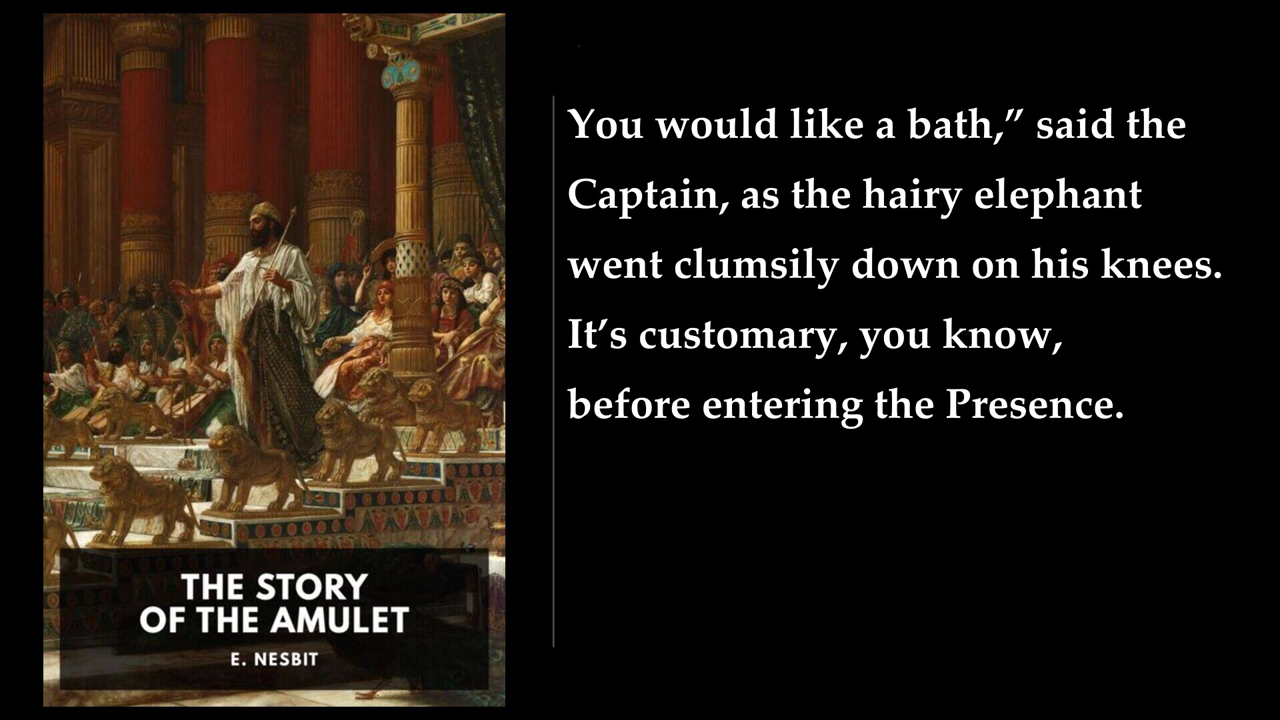 THE STORY
OF THE AMULET
E. NESBIT
You would like a bath,” said the
Captain, as the hairy elephant
went clumsily down on his knees.
It’s customary, you know,
before entering the Presence.